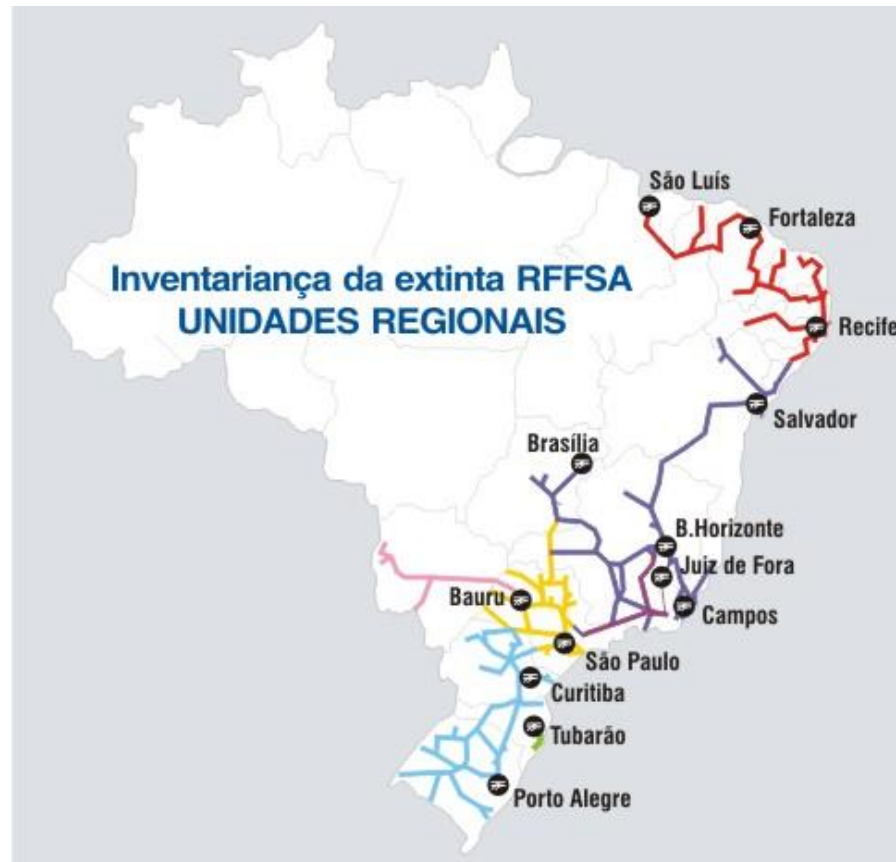 São Luís
Fortaleza
Inventariança da extinta RFFSA
UNIDADES REGIONAIS
Recife
Salvador
Brasília
B.Horizonte
Juiz de Fora
Bauru
Campos
São Paulo
Curitiba
Tubarão
Porto Alegre